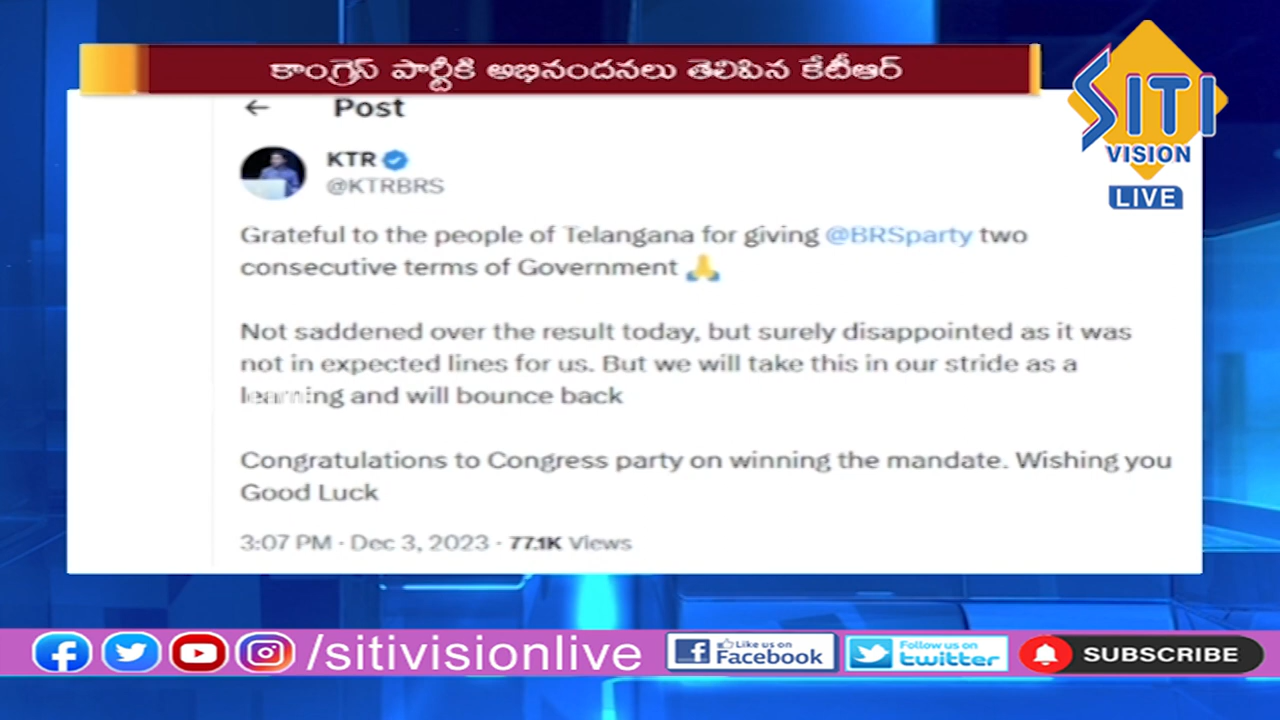 కాంగ్రెస్ పార్టీకి అభినందనలు తెలిపిన కేటీఆర్
SITI
VISION
LIVE
Post
KTR
@KTRBRS
Grateful to the people of Telangana for giving @BRSparty two
consecutive terms of Government 🙏
Not saddened over the result today, but surely disappointed as it was
not in expected lines for us. But we will take this in our stride as a
learning and will bounce back
Congratulations to Congress party on winning the mandate. Wishing you
Good Luck
3:07 PM · Dec 3, 2023 · 77.1K Views
/sitivisionlive
Like us on
Facebook
Follow us on
twitter
SUBSCRIBE